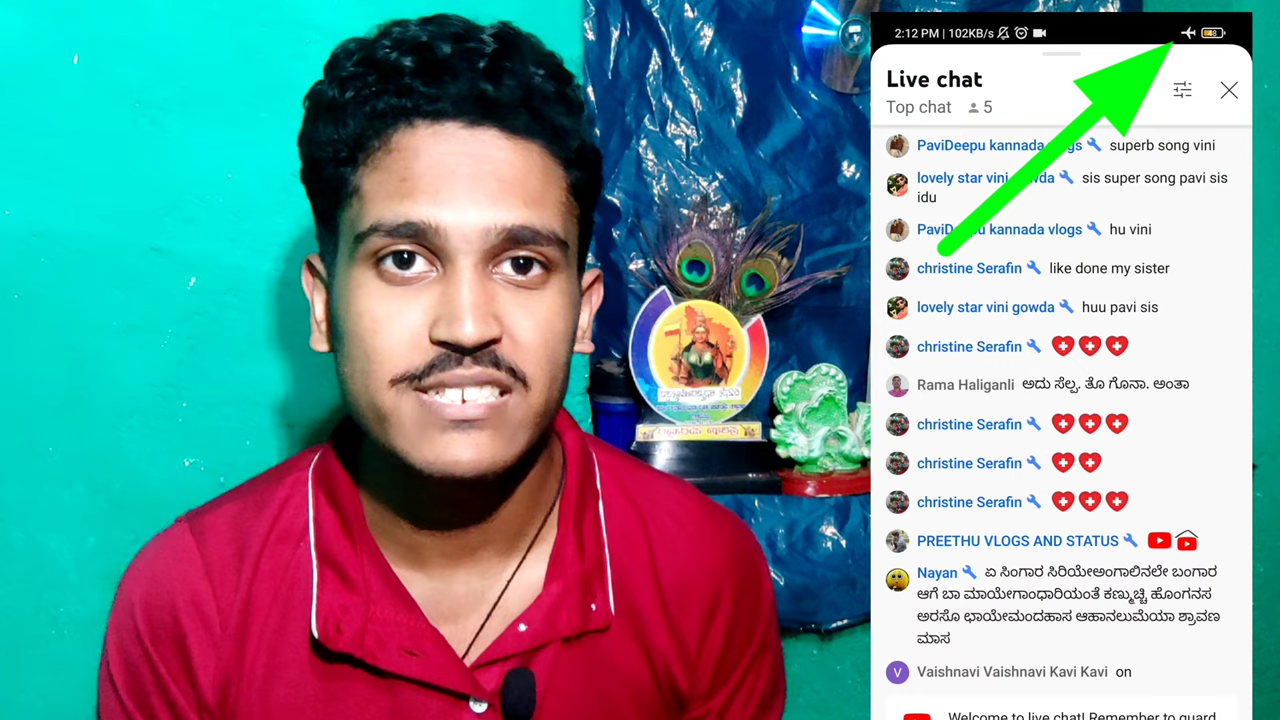 2:12 PM | 102KB/s
48
Live chat
Top chat 5
PaviDeepu kannada vlogs superb song vini
lovely star vini gowda sis super song pavi sis
idu
PaviDeepu kannada vlogs hu vini
christine Serafin like done my sister
lovely star vini gowda huu pavi sis
christine Serafin
Rama Haliganli ಅದು ಸೆಲ್ಪ. ತೊ ಗೊನಾ. ಅಂತಾ
christine Serafin
christine Serafin
christine Serafin
PREETHU VLOGS AND STATUS
Nayan ಏ ಸಿಂಗಾರ ಸಿರಿಯೇಅಂಗಾಲಿನಲೇ ಬಂಗಾರ
ಆಗೆ ಬಾ ಮಾಯೇಗಾಂಧಾರಿಯಂತೆ ಕಣ್ಮುಚ್ಚಿ ಹೊಂಗನಸ
ಅರಸೊ ಛಾಯೇಮಂದಹಾಸ ಆಹಾನಲುಮೆಯಾ ಶ್ರಾವಣ
ಮಾಸ
V Vaishnavi Vaishnavi Kavi Kavi on
Welcome to live chat! Remember to guard